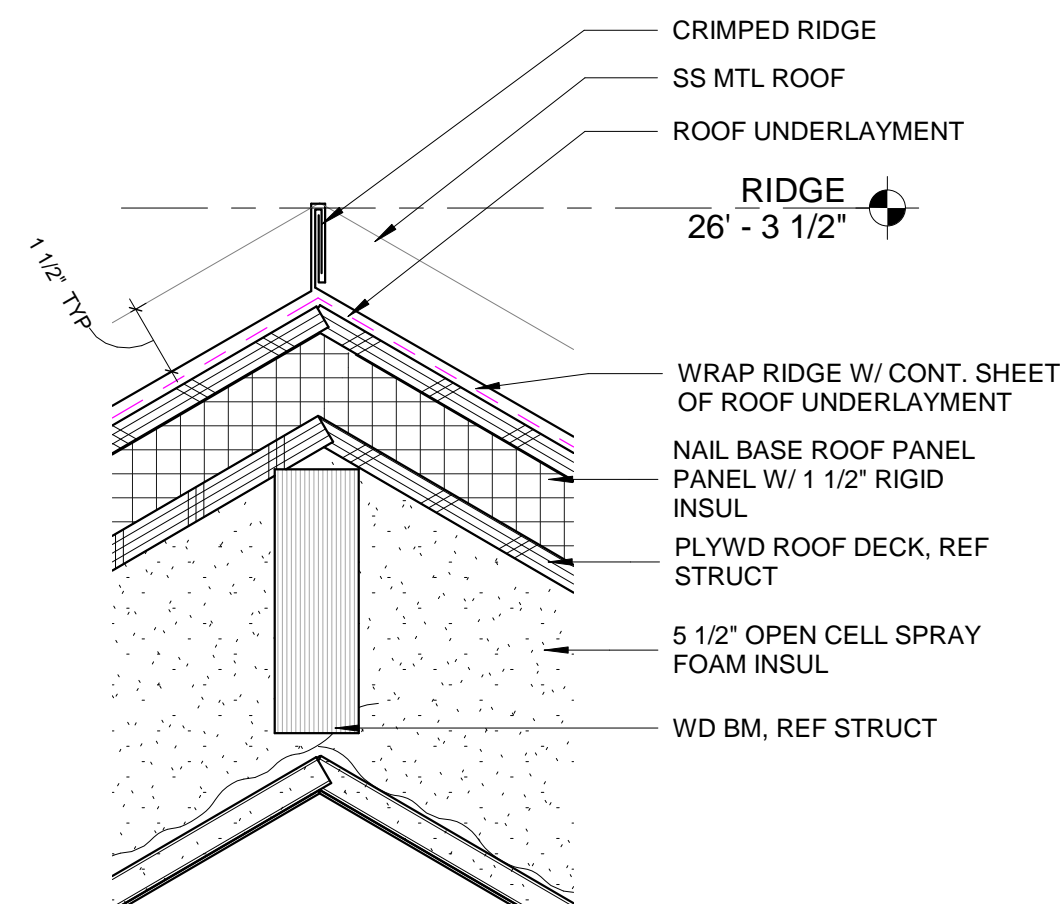 CRIMPED RIDGE
SS MTL ROOF
ROOF UNDERLAYMENT
RIDGE
26' - 3 1/2"
1 1/2" TYP
WRAP RIDGE W/ CONT. SHEET
OF ROOF UNDERLAYMENT
NAIL BASE ROOF PANEL
PANEL W/ 1 1/2" RIGID
INSUL
PLYWD ROOF DECK, REF
STRUCT
5 1/2" OPEN CELL SPRAY
FOAM INSUL
WD BM, REF STRUCT